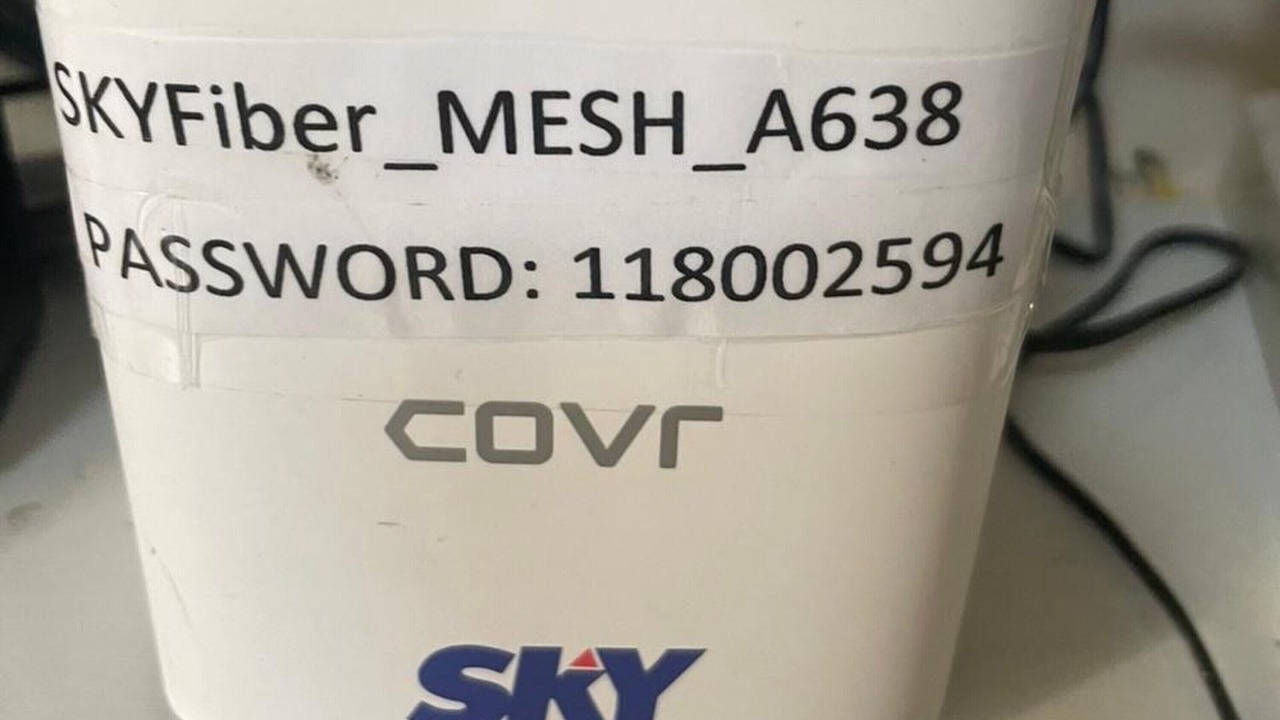 SKYFiber_MESH_A638
PASSWORD: 118002594
COVr
SKY